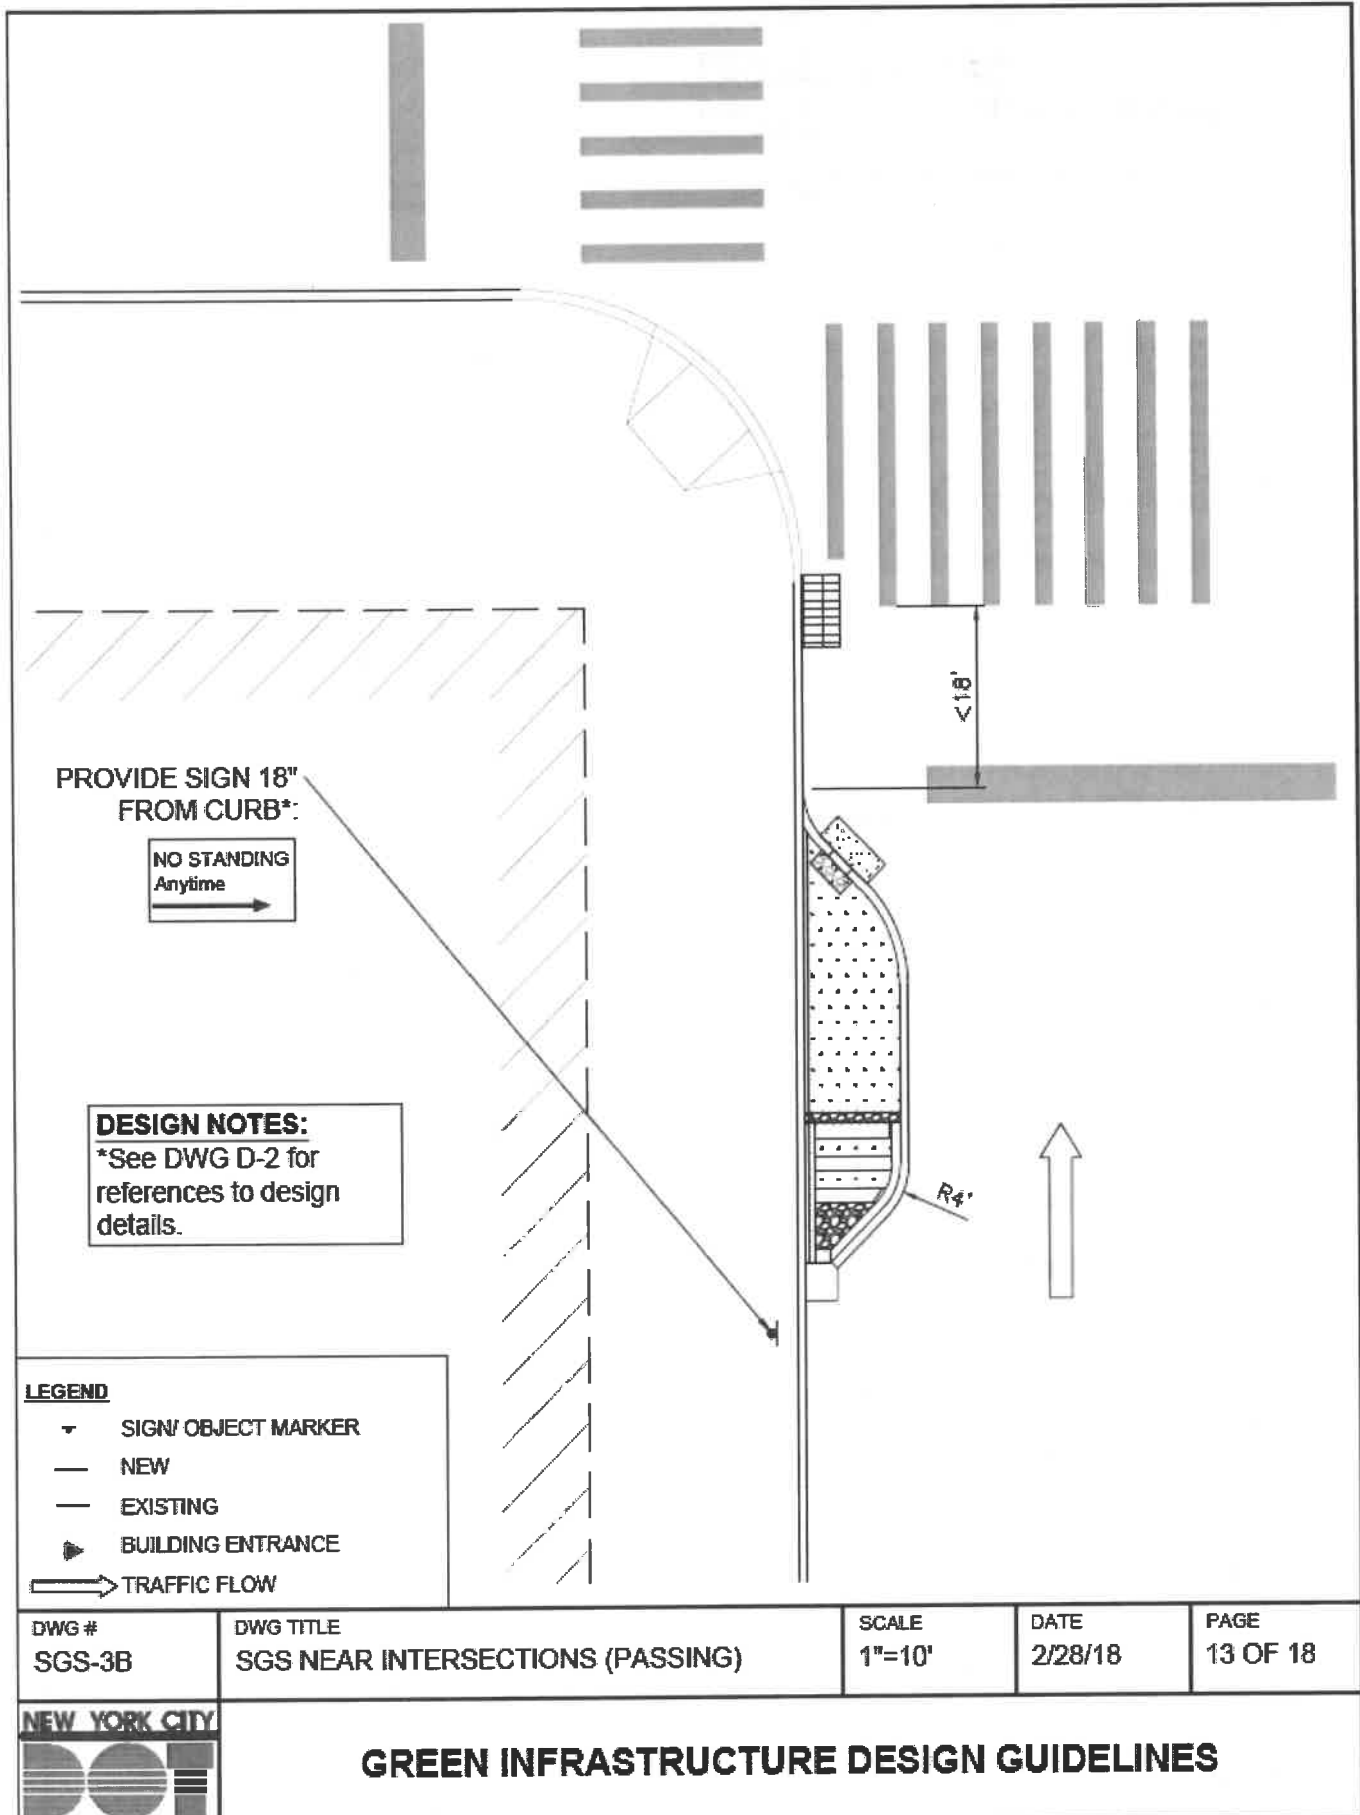 <18'
PROVIDE SIGN 18"
FROM CURB*:
NO STANDING
Anytime
DESIGN NOTES:
*See DWG D-2 for
references to design
details.
R4'
LEGEND
SIGN/ OBJECT MARKER
NEW
EXISTING
BUILDING ENTRANCE
TRAFFIC FLOW
DWG #
SGS-3B
DWG TITLE
SGS NEAR INTERSECTIONS (PASSING)
SCALE
1"=10'
DATE
2/28/18
PAGE
13 OF 18
NEW YORK CITY
DOT
GREEN INFRASTRUCTURE DESIGN GUIDELINES